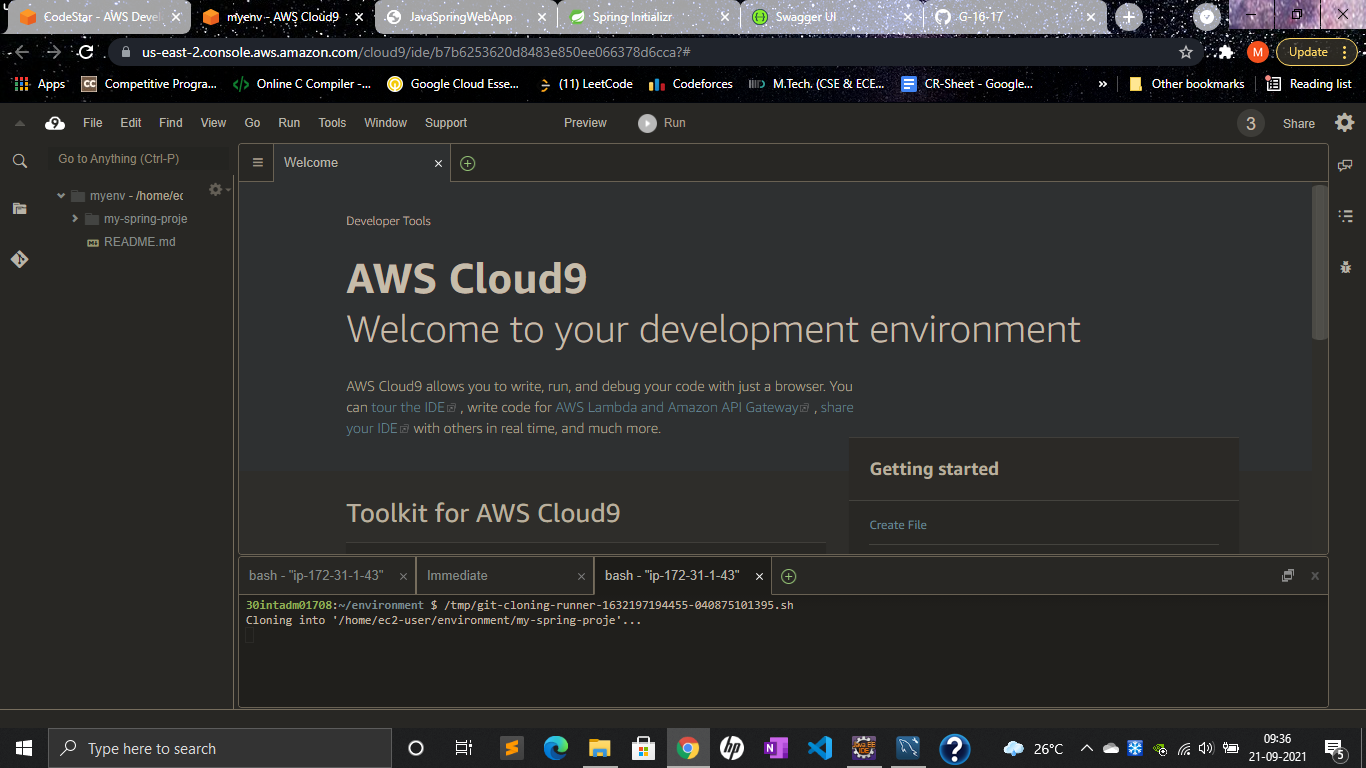 CodeStar - AWS Devel
myenv - AWS Cloud9
JavaSpringWebApp
Spring Initializr
Swagger UI
G-16-17
us-east-2.console.aws.amazon.com/cloud9/ide/b7b6253620d8483e850ee066378d6cca?#
M
Update
Apps
CC
Competitive Progra...
Online C Compiler -...
Google Cloud Esse...
(11) LeetCode
Codeforces
M.Tech. (CSE & ECE...
CR-Sheet - Google...
»
Other bookmarks
Reading list
9
File
Edit
Find
View
Go
Run
Tools
Window
Support
Preview
Run
3
Share
Go to Anything (Ctrl-P)
Welcome
myenv - /home/ec
my-spring-proje
README.md
Developer Tools
AWS Cloud9
Welcome to your development environment
AWS Cloud9 allows you to write, run, and debug your code with just a browser. You
can tour the IDE , write code for AWS Lambda and Amazon API Gateway , share
your IDE with others in real time, and much more.
Getting started
Create File
Toolkit for AWS Cloud9
bash - "ip-172-31-1-43"
Immediate
bash - "ip-172-31-1-43"
30intadm01708:~/environment $ /tmp/git-cloning-runner-1632197194455-040875101395.sh
Cloning into '/home/ec2-user/environment/my-spring-proje'...
Type here to search
hp
26°C
09:36
21-09-2021
5